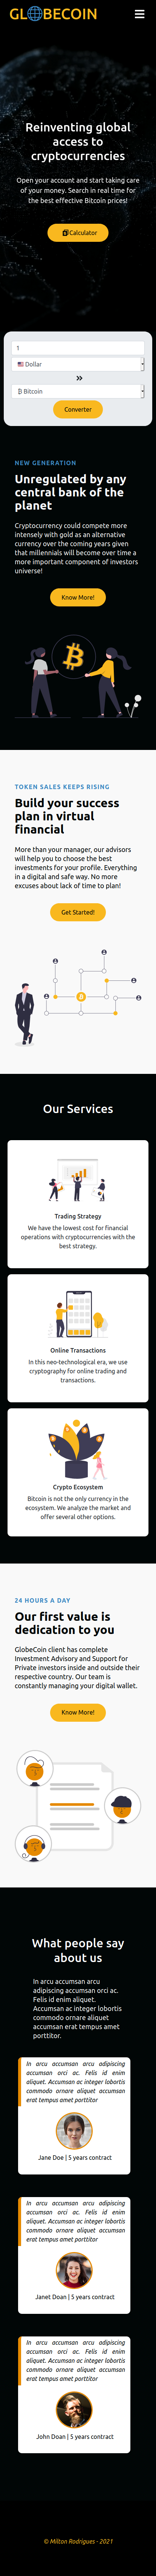 GLOBECOIN
Reinventing global
access to
cryptocurrencies
Open your account and start taking care
of your money. Search in real time for
the best effective Bitcoin prices!
Calculator
1
🇺🇸 Dollar
₿ Bitcoin
Converter
NEW GENERATION
Unregulated by any
central bank of the
planet
Cryptocurrency could compete more
intensely with gold as an alternative
currency over the coming years given
that millennials will become over time a
more important component of investors
universe!
Know More!
TOKEN SALES KEEPS RISING
Build your success
plan in virtual
financial
More than your manager, our advisors
will help you to choose the best
investments for your profile. Everything
in a digital and safe way. No more
excuses about lack of time to plan!
Get Started!
Our Services
Trading Strategy
We have the lowest cost for financial
operations with cryptocurrencies with the
best strategy.
Online Transactions
In this neo-technological era, we use
cryptography for online trading and
transactions.
Crypto Ecosystem
Bitcoin is not the only currency in the
ecosystem. We analyze the market and
offer several other options.
24 HOURS A DAY
Our first value is
dedication to you
GlobeCoin client has complete
Investment Advisory and Support for
Private investors inside and outside their
respective country. Our team is
constantly managing your digital wallet.
Know More!
What people say
about us
In arcu accumsan arcu
adipiscing accumsan orci ac.
Felis id enim aliquet.
Accumsan ac integer lobortis
commodo ornare aliquet
accumsan erat tempus amet
porttitor.
In arcu accumsan arcu adipiscing
accumsan orci ac. Felis id enim
aliquet. Accumsan ac integer lobortis
commodo ornare aliquet accumsan
erat tempus amet porttitor
Jane Doe | 5 years contract
In arcu accumsan arcu adipiscing
accumsan orci ac. Felis id enim
aliquet. Accumsan ac integer lobortis
commodo ornare aliquet accumsan
erat tempus amet porttitor
Janet Doan | 5 years contract
In arcu accumsan arcu adipiscing
accumsan orci ac. Felis id enim
aliquet. Accumsan ac integer lobortis
commodo ornare aliquet accumsan
erat tempus amet porttitor
John Doan | 5 years contract
© Milton Rodrigues - 2021